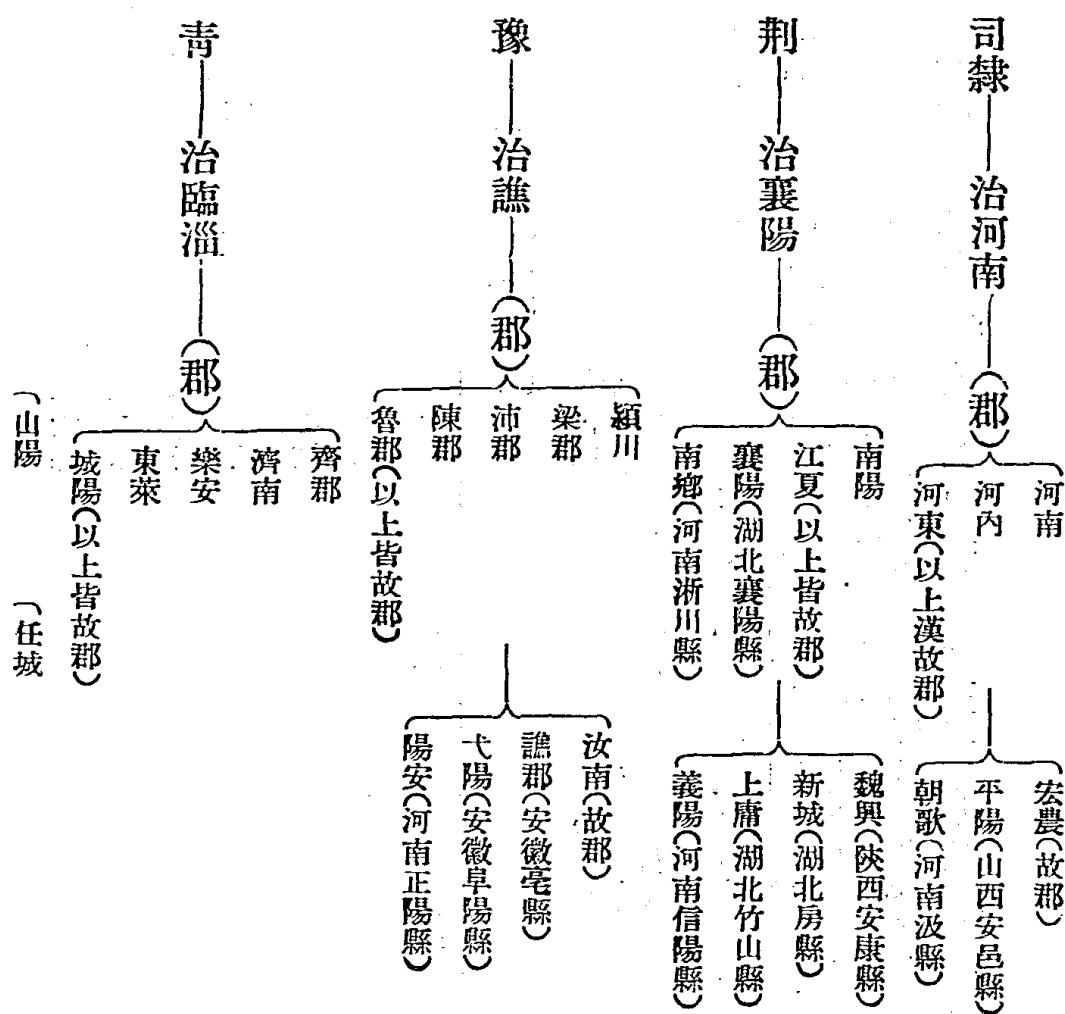 司隸
治河南
(郡)
河南
河內
河東(以上漢故郡)
宏農(故郡)
平陽(山西安邑縣)
朝歌(河南汲縣)
荆
治襄陽
(郡)
南陽
江夏(以上皆故郡)
襄陽(湖北襄陽縣)
南鄉(河南淅川縣)
魏興(陜西安康縣)
新城(湖北房縣)
上庸(湖北竹山縣)
義陽(河南信陽縣)
豫
治譙
(郡)
潁川
梁郡
沛郡
陳郡
魯郡(以上皆故郡)
汝南(故郡)
譙郡(安徽亳縣)
弋陽(安徽阜陽縣)
陽安(河南正陽縣)
青
治臨淄
(郡)
齊郡
濟南
樂安
東萊
城陽(以上皆故郡)
山陽
任城